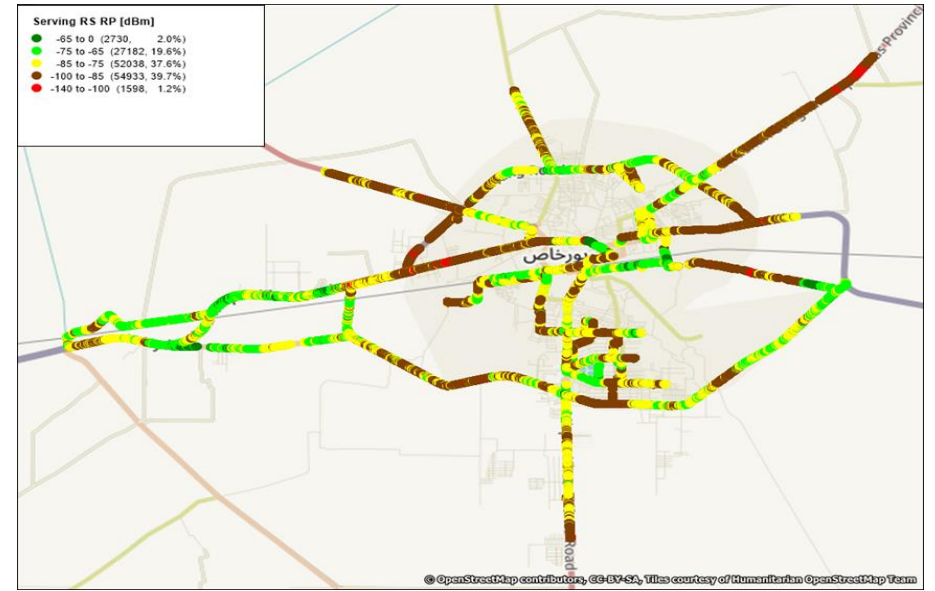 Serving RS RP [dBm]
-65 to 0 (2730, 2.0%)
-75 to -65 (27182, 19.6%)
-85 to -75 (52038, 37.6%)
-100 to -85 (54933, 39.7%)
-140 to -100 (1598, 1.2%)
Road
© OpenStreetMap contributors, CC-BY-SA, Tiles courtesy of Humanitarian OpenStreetMap Team